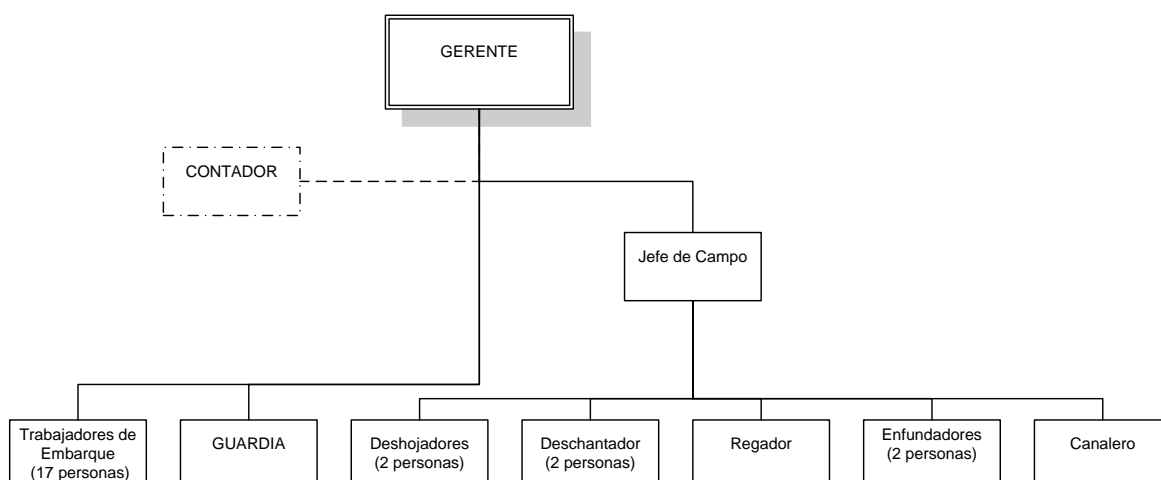 GERENTE
CONTADOR
Jefe de Campo
Trabajadores de
Embarque
(17 personas)
GUARDIA
Deshojadores
(2 personas)
Deschantador
(2 personas)
Regador
Enfundadores
(2 personas)
Canalero